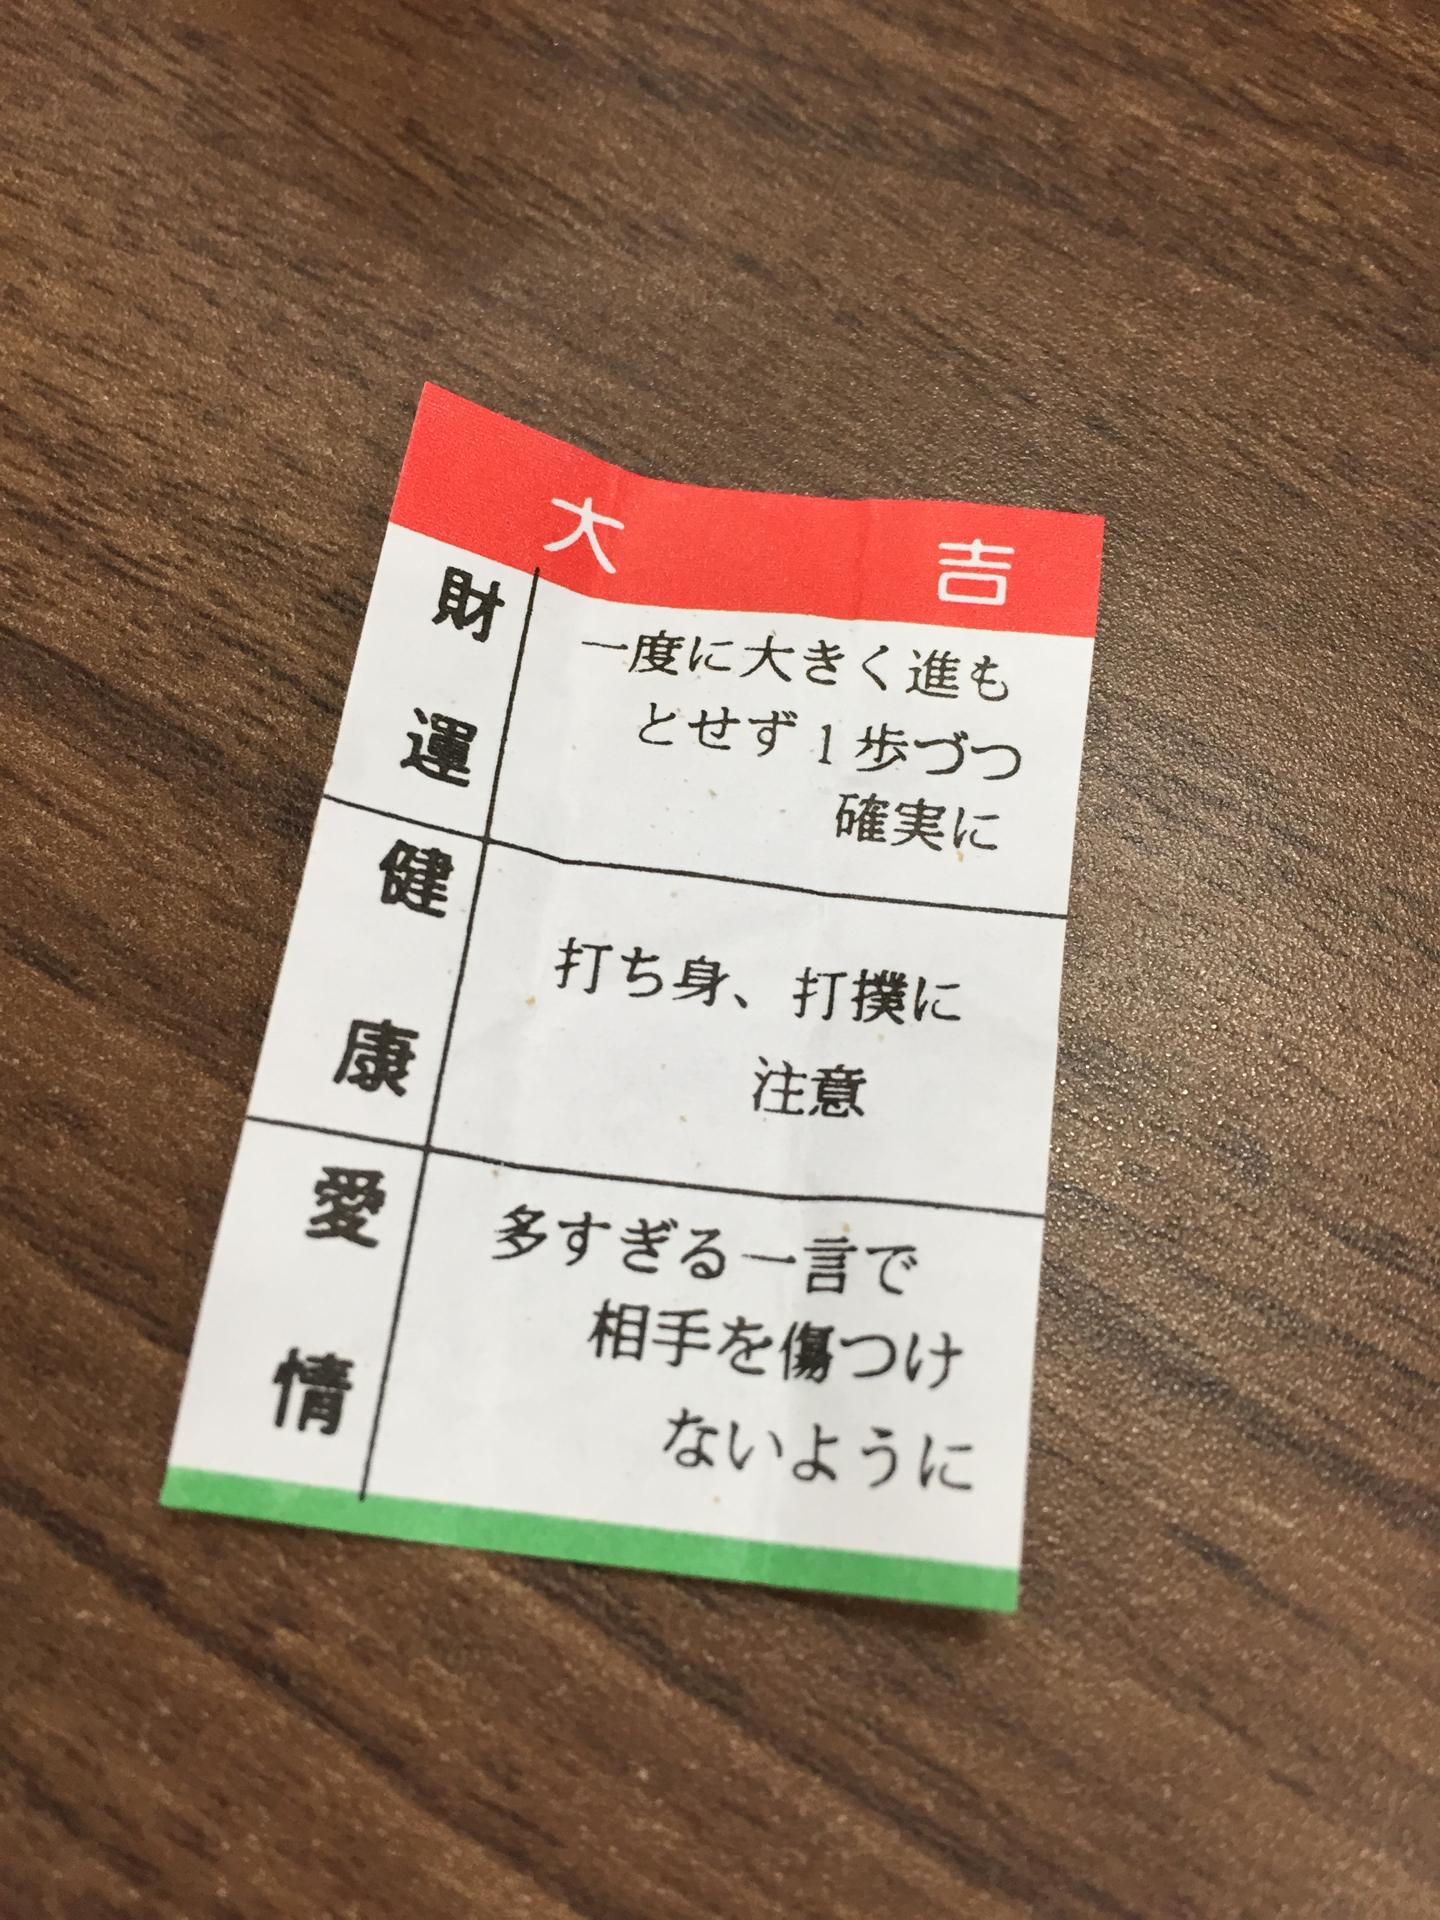 大吉
財運
一度に大きく進も
とせず1歩づつ
確実に
健康
打ち身、打撲に
注意
愛情
多すぎる一言で
相手を傷つけ
ないように